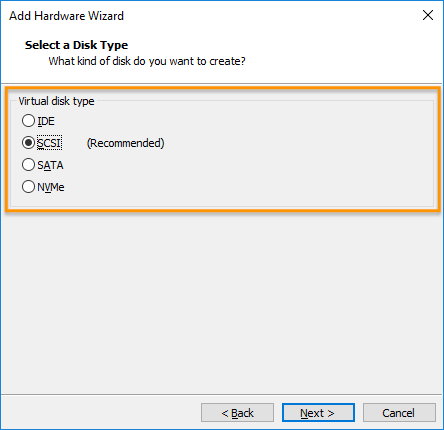 Add Hardware Wizard
Select a Disk Type
What kind of disk do you want to create?
Virtual disk type
IDE
SCSI (Recommended)
SATA
NVMe
< Back Next > Cancel